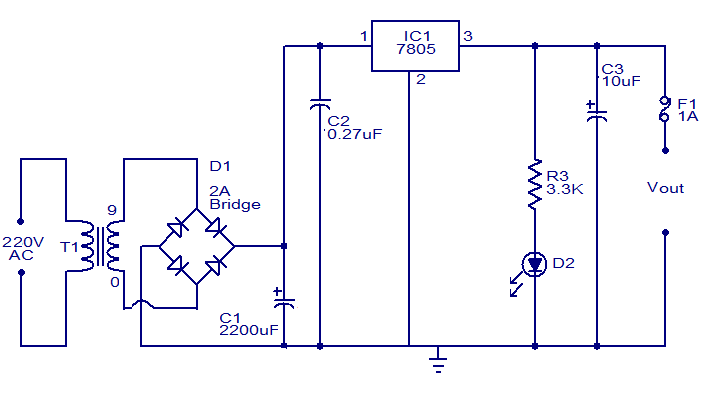 1
IC1
7805
3
2
C3
10uF
F1
1A
C2
0.27uF
D1
2A
Bridge
R3
3.3K
Vout
9
220V
AC
T1
0
D2
C1
2200uF
+
+